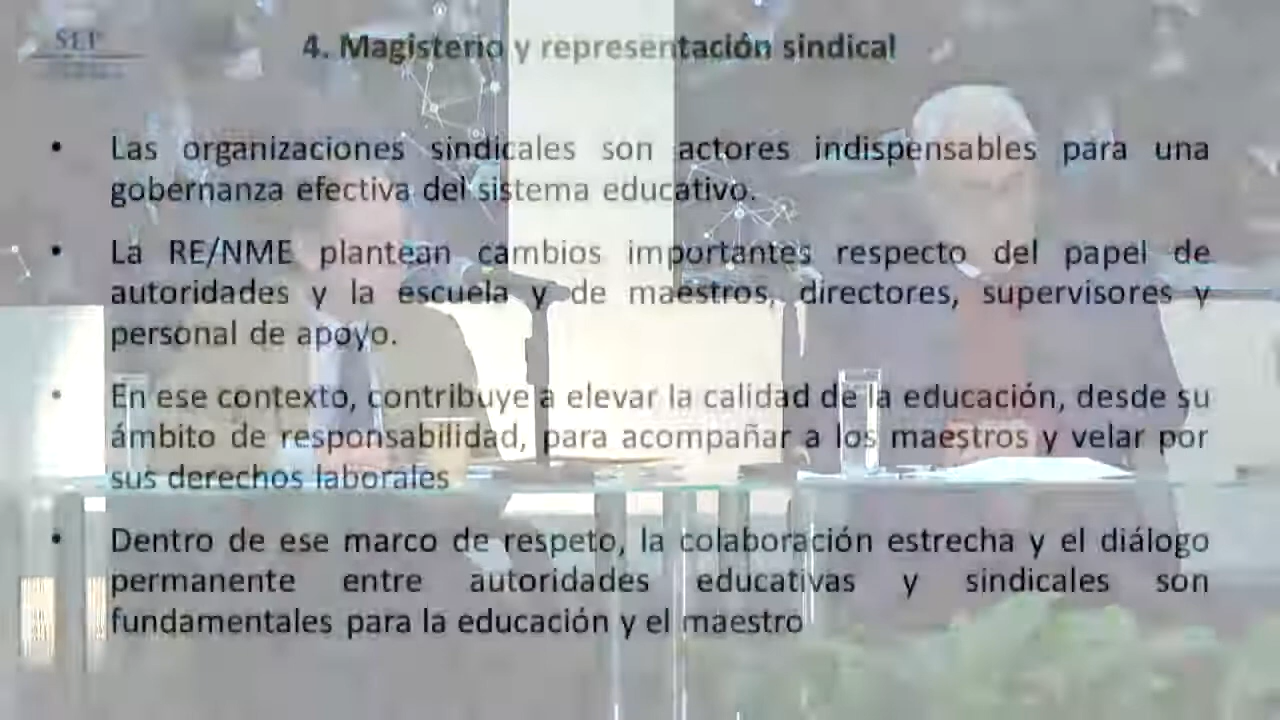 SEP
4. Magisterio y representación sindical
• Las organizaciones sindicales son actores indispensables para una
gobernanza efectiva del sistema educativo.
• La RE/NME plantean cambios importantes respecto del papel de
autoridades y la escuela y de maestros, directores, supervisores y
personal de apoyo.
• En ese contexto, contribuye a elevar la calidad de la educación, desde su
ámbito de responsabilidad, para acompañar a los maestros y velar por
sus derechos laborales
• Dentro de ese marco de respeto, la colaboración estrecha y el diálogo
permanente entre autoridades educativas y sindicales son
fundamentales para la educación y el maestro